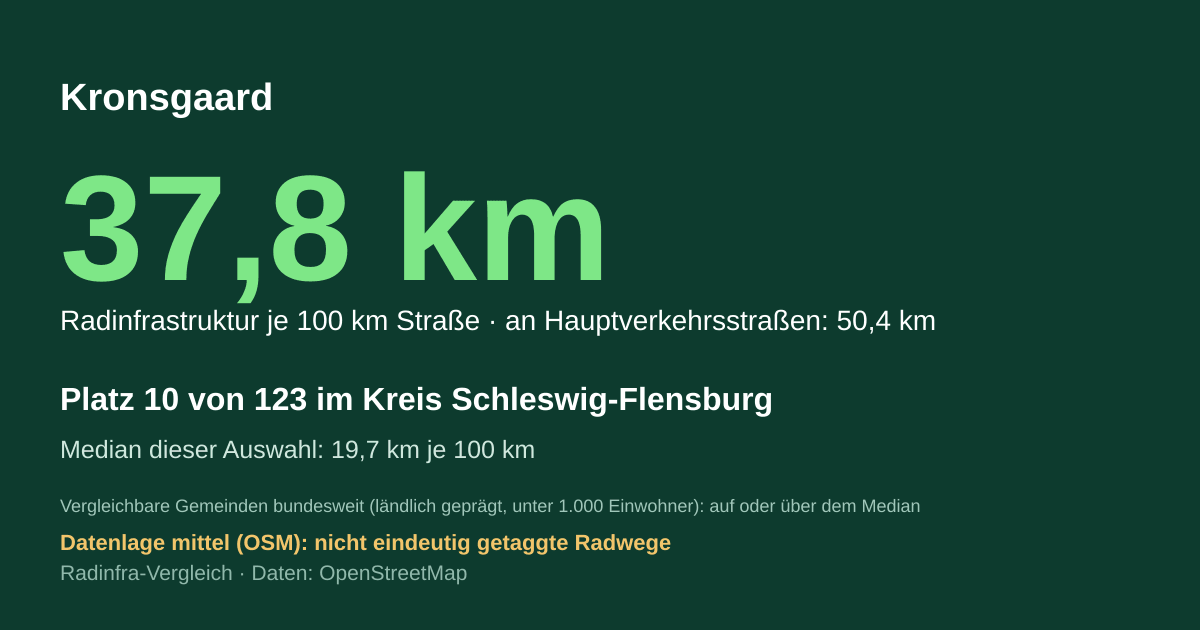 Kronsgaard
37,8 km
Radinfrastruktur je 100 km Straße · an Hauptverkehrsstraßen: 50,4 km
Platz 10 von 123 im Kreis Schleswig-Flensburg
Median dieser Auswahl: 19,7 km je 100 km
Vergleichbare Gemeinden bundesweit (ländlich geprägt, unter 1.000 Einwohner): auf oder über dem Median
Datenlage mittel (OSM): nicht eindeutig getaggte Radwege
Radinfra-Vergleich · Daten: OpenStreetMap